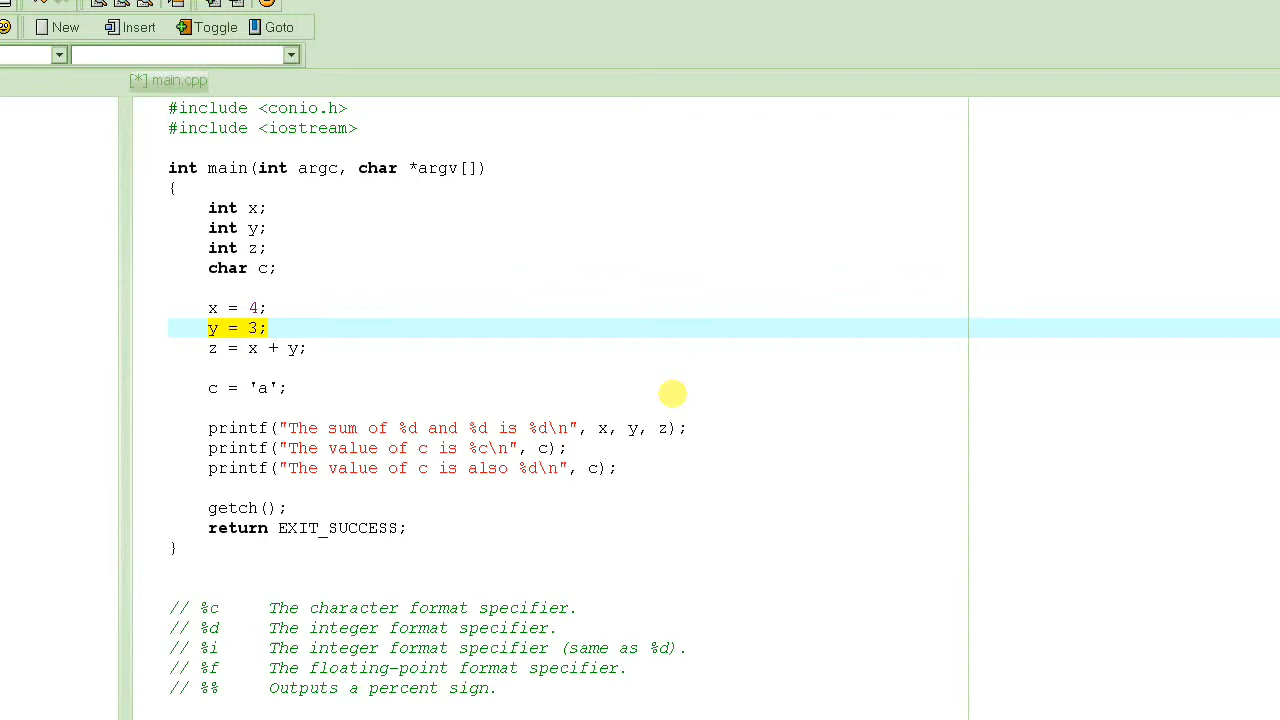 New Insert Toggle Goto
[*] main.cpp
#include <conio.h>
#include <iostream>
int main(int argc, char *argv[])
{
int x;
int y;
int z;
char c;
x = 4;
y = 3;
z = x + y;
c = 'a';
printf("The sum of %d and %d is %d\n", x, y, z);
printf("The value of c is %c\n", c);
printf("The value of c is also %d\n", c);
getch();
return EXIT_SUCCESS;
}
// %c The character format specifier.
// %d The integer format specifier.
// %i The integer format specifier (same as %d).
// %f The floating-point format specifier.
// %% Outputs a percent sign.